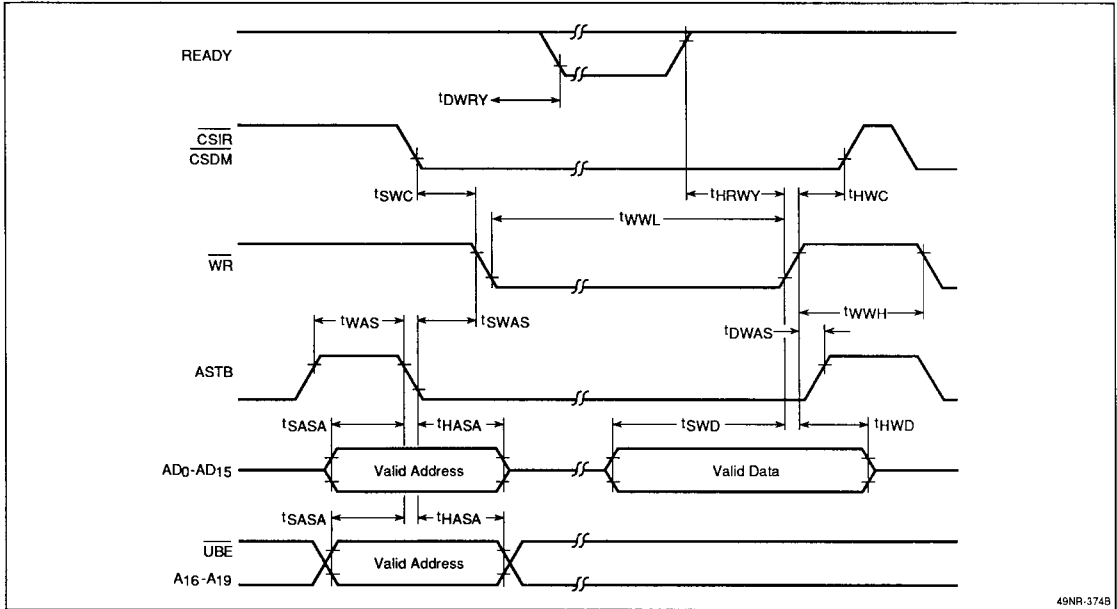 READY
tDWRY
CSIR
CSDM
tSWC
tHRWY
tHWC
tWWL
WR
tWAS
tSWAS
tWWH
tDWAS
ASTB
tSASA
tHASA
tSWD
tHWD
AD0-AD15
Valid Address
Valid Data
tSASA
tHASA
UBE
Valid Address
A16-A19
49NR-374B